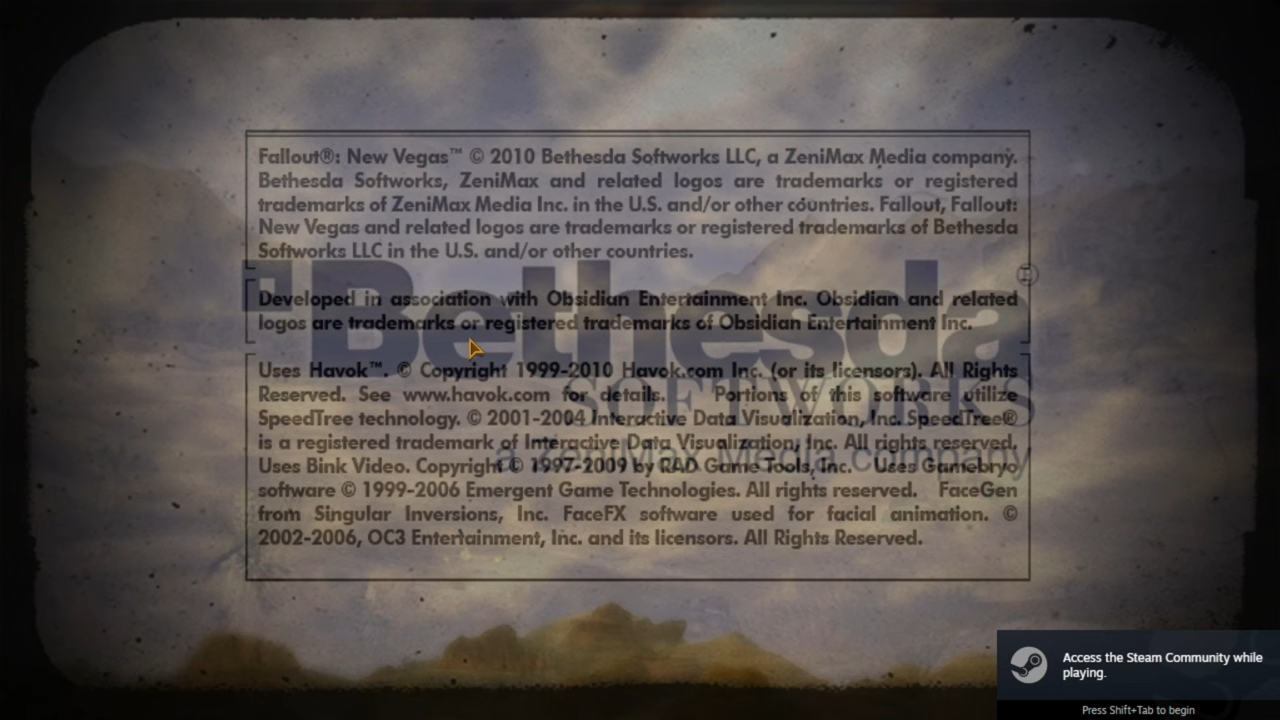 Fallout®: New Vegas™ © 2010 Bethesda Softworks LLC, a ZeniMax Media company.
Bethesda Softworks, ZeniMax and related logos are trademarks or registered
trademarks of ZeniMax Media Inc. in the U.S. and/or other countries. Fallout, Fallout:
New Vegas and related logos are trademarks or registered trademarks of Bethesda
Softworks LLC in the U.S. and/or other countries.
Developed in association with Obsidian Entertainment Inc. Obsidian and related
logos are trademarks or registered trademarks of Obsidian Entertainment Inc.
Bethesda®
SOFTWORKS
a ZeniMax Media company
Uses Havok™. © Copyright 1999-2010 Havok.com Inc. (or its licensors). All Rights
Reserved. See www.havok.com for details. Portions of this software utilize
SpeedTree technology. © 2001-2004 Interactive Data Visualization, Inc. SpeedTree®
is a registered trademark of Interactive Data Visualization, Inc. All rights reserved.
Uses Bink Video. Copyright © 1997-2009 by RAD Game Tools, Inc. Uses Gamebryo
software © 1999-2006 Emergent Game Technologies. All rights reserved. FaceGen
from Singular Inversions, Inc. FaceFX software used for facial animation. ©
2002-2006, OC3 Entertainment, Inc. and its licensors. All Rights Reserved.
Access the Steam Community while
playing.
Press Shift+Tab to begin